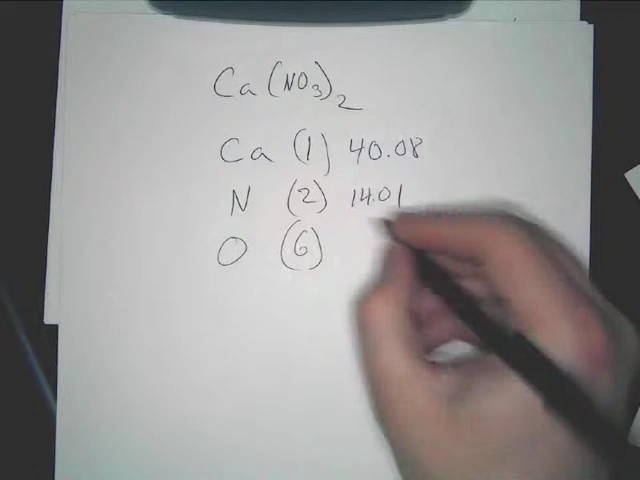 Ca(NO₃)₂
Ca (1) 40.08
N (2) 14.01
O (6)